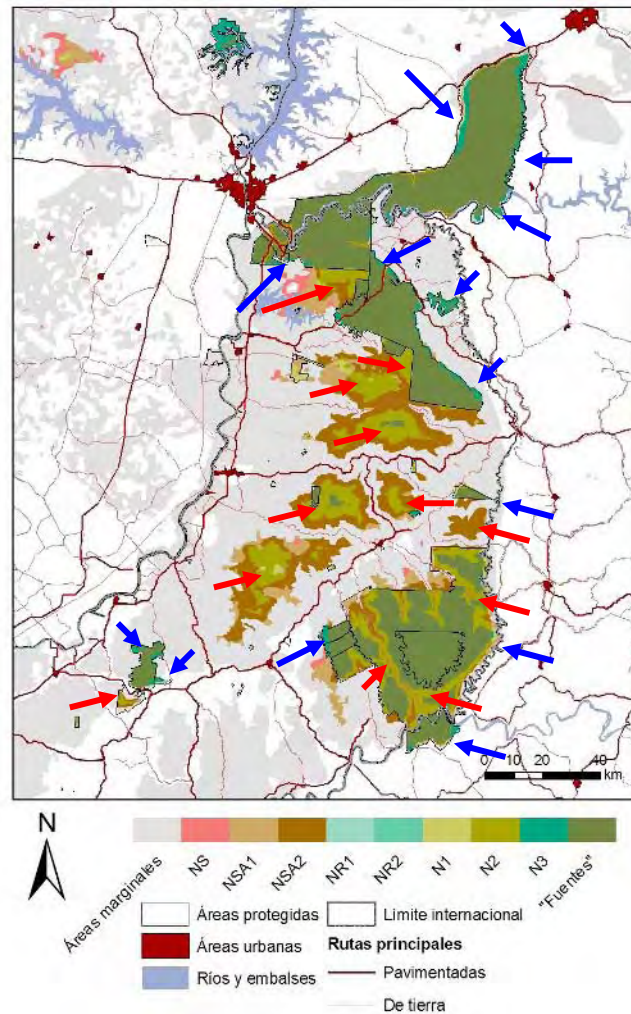 0 10 20 40
km
N
Áreas marginales
NS
NSA1
NSA2
NR1
NR2
N1
N2
N3
"Fuentes"
Áreas protegidas
Limite internacional
Áreas urbanas
Rutas principales
Ríos y embalses
Pavimentadas
De tierra